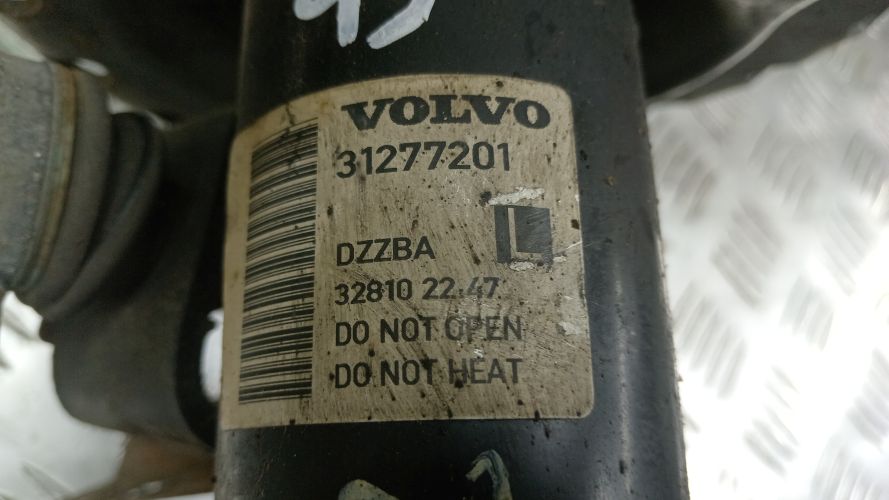 VOLVO
31277201
L
DZZBA
32810 22:47
DO NOT OPEN
DO NOT HEAT